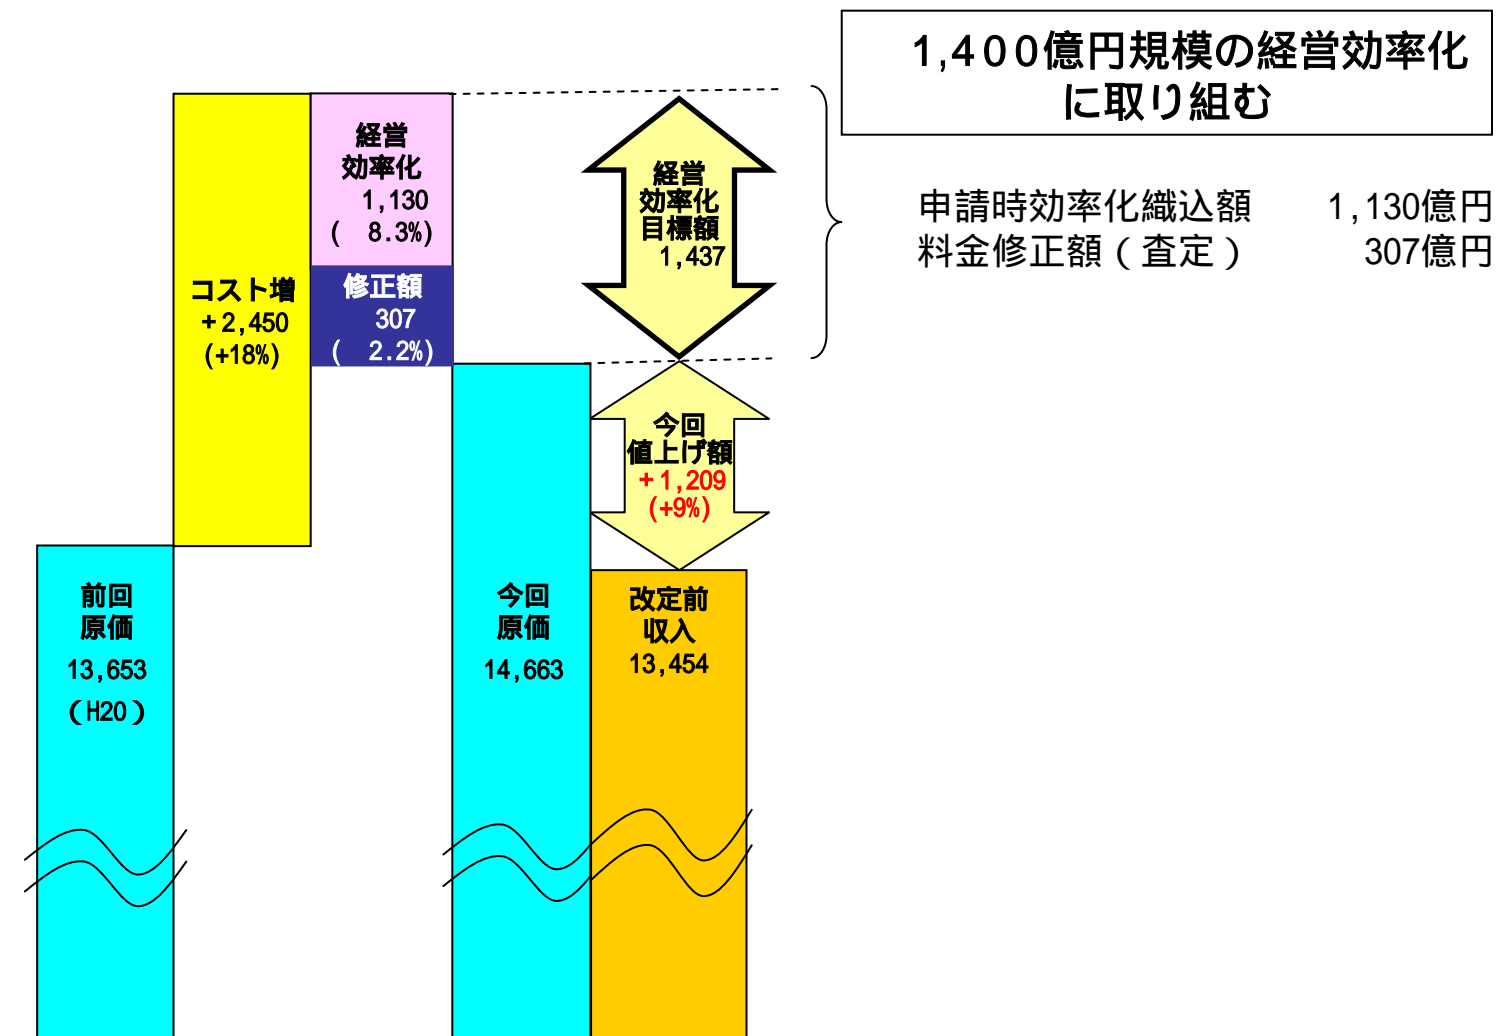 1,400億円規模の経営効率化
に取り組む
申請時効率化織込額 1,130億円
料金修正額(査定) 307億円
経営
効率化
1,130
( 8.3%)
修正額
307
( 2.2%)
コスト増
+2,450
(+18%)
経営
効率化
目標額
1,437
今回
値上げ額
+1,209
(+9%)
前回
原価
13,653
(H20)
今回
原価
14,663
改定前
収入
13,454